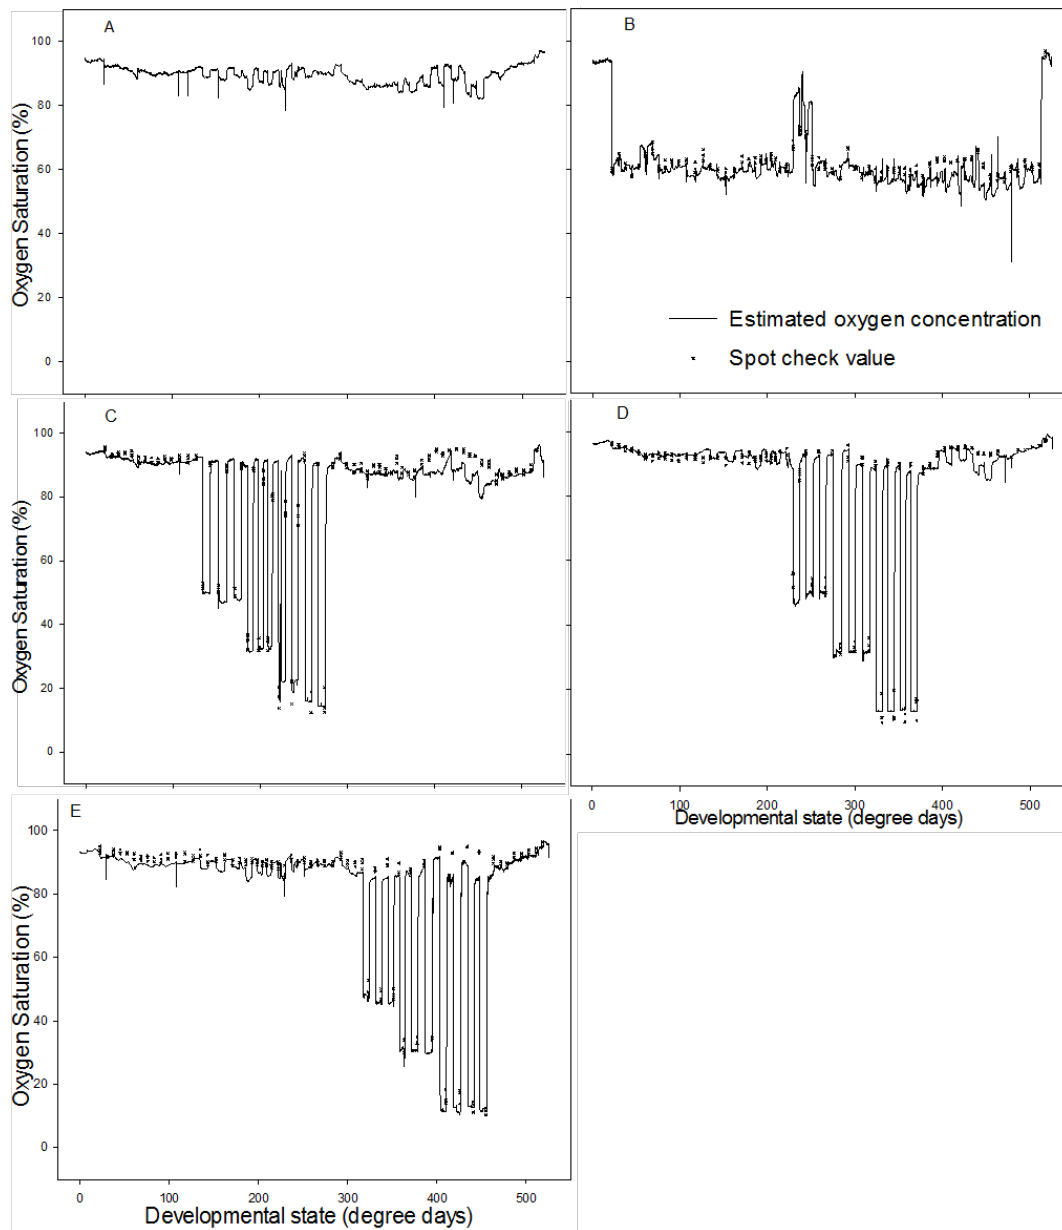 A
B
Oxygen Saturation (%)
100
80
60
40
20
0
Estimated oxygen concentration
Spot check value
C
D
Oxygen Saturation (%)
100
80
60
40
20
0
0 100 200 300 400 500
Developmental state (degree days)
E
Oxygen Saturation (%)
100
80
60
40
20
0
0 100 200 300 400 500
Developmental state (degree days)